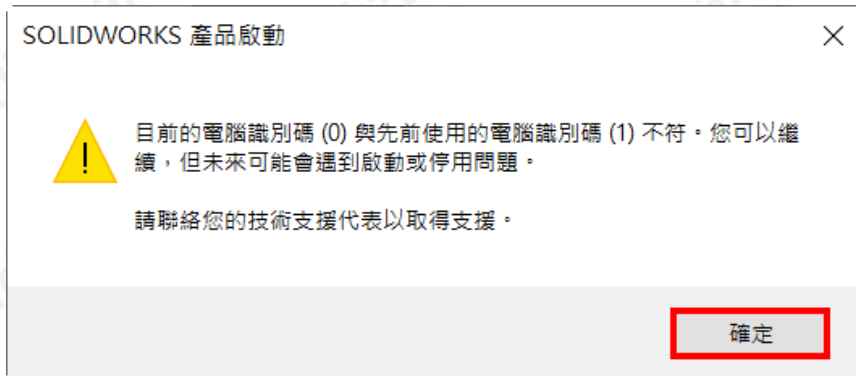 SOLIDWORKS 產品啟動
目前的電腦識別碼 (0) 與先前使用的電腦識別碼 (1) 不符。您可以繼
續，但未來可能會遇到啟動或停用問題。
請聯絡您的技術支援代表以取得支援。
確定